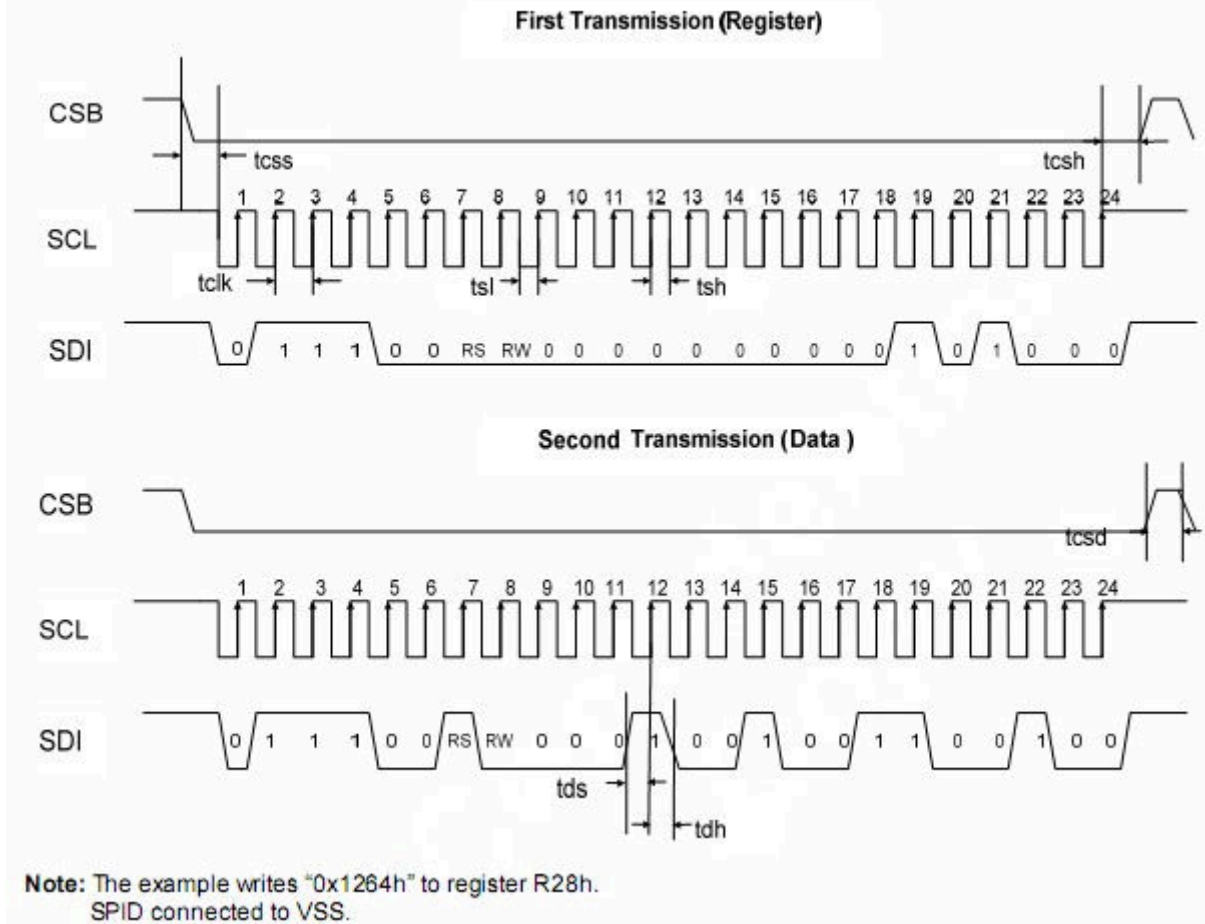 First Transmission (Register)
CSB
tcss
tcsh
1 2 3 4 5 6 7 8 9 10 11 12 13 14 15 16 17 18 19 20 21 22 23 24
SCL
tclk
tsl
tsh
SDI
0 1 1 1 0 0 RS RW 0 0 0 0 0 0 0 0 0 0 1 0 1 0 0 0
Second Transmission (Data )
CSB
tcsd
1 2 3 4 5 6 7 8 9 10 11 12 13 14 15 16 17 18 19 20 21 22 23 24
SCL
SDI
0 1 1 1 0 0 RS RW 0 0 0 1 0 0 1 0 0 1 1 0 0 1 0 0
tds
tdh
Note: The example writes “0x1264h” to register R28h.
SPID connected to VSS.